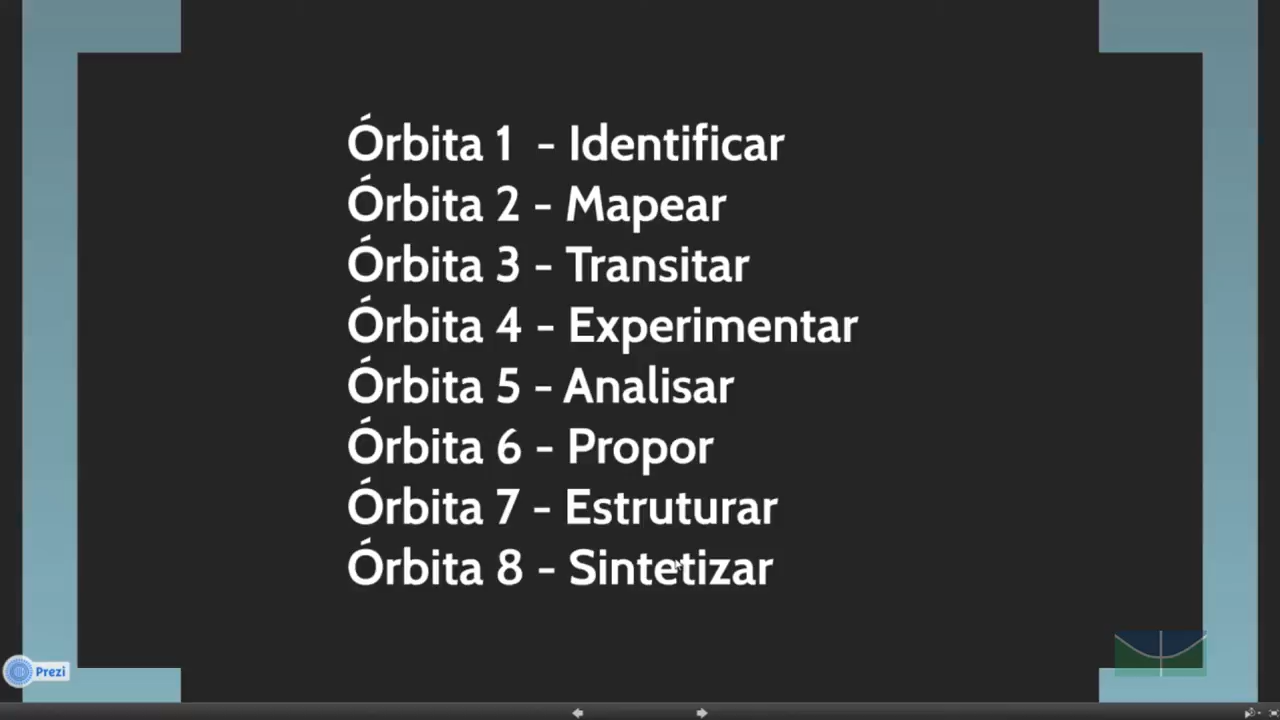 Órbita 1 - Identificar
Órbita 2 - Mapear
Órbita 3 - Transitar
Órbita 4 - Experimentar
Órbita 5 - Analisar
Órbita 6 - Propor
Órbita 7 - Estruturar
Órbita 8 - Sintetizar
Prezi